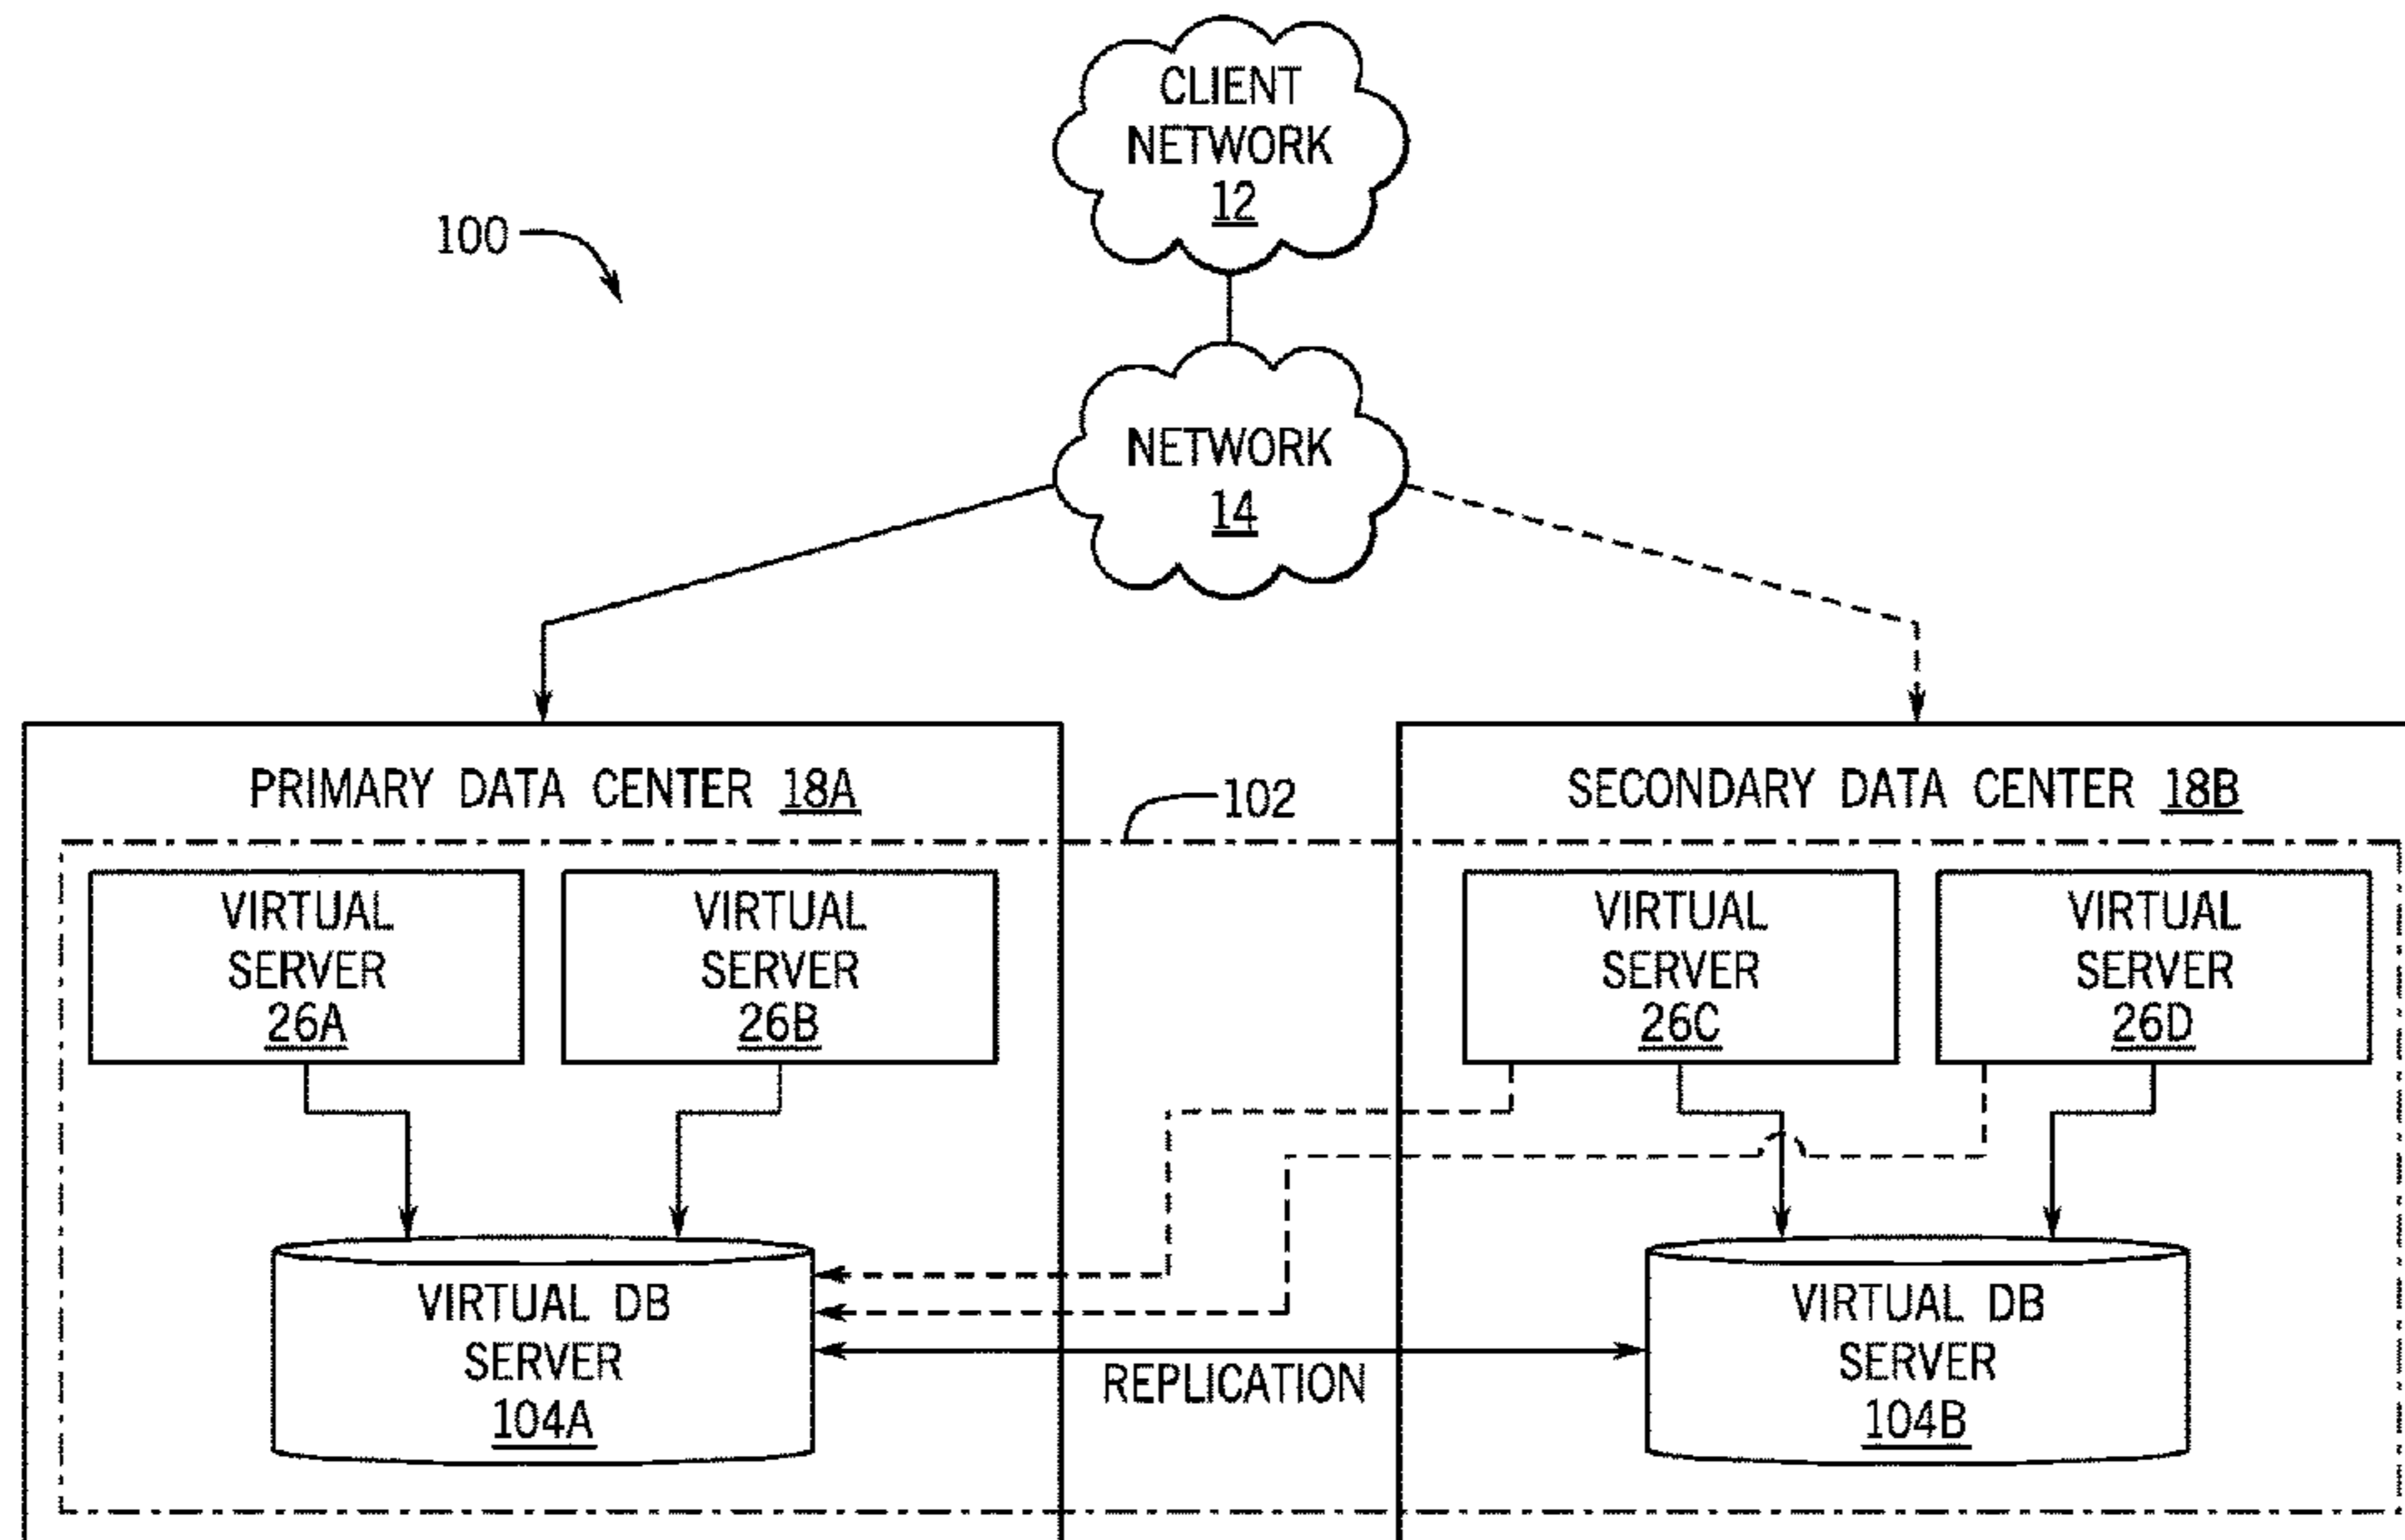 CLIENT
NETWORK
12
100
NETWORK
14
PRIMARY DATA CENTER 18A
102
SECONDARY DATA CENTER 18B
VIRTUAL
SERVER
26A
VIRTUAL
SERVER
26B
VIRTUAL
SERVER
26C
VIRTUAL
SERVER
26D
VIRTUAL DB
SERVER
104A
REPLICATION
VIRTUAL DB
SERVER
104B